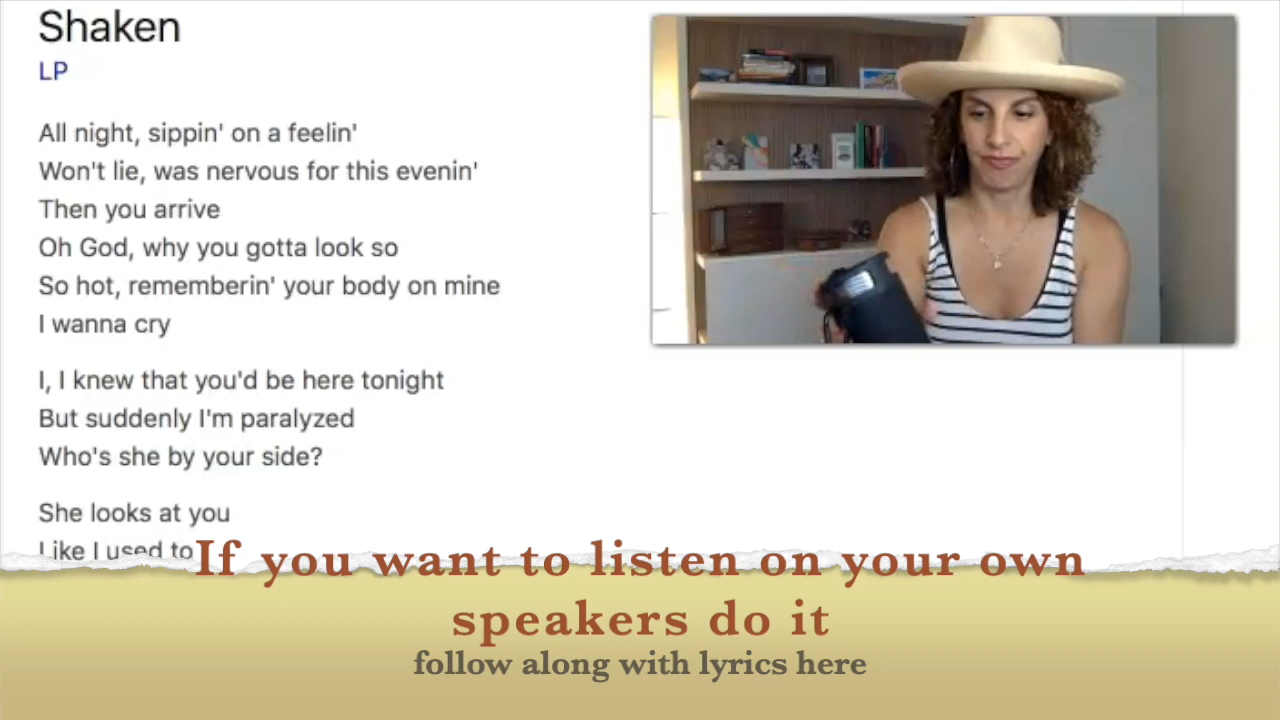 Shaken
LP
All night, sippin' on a feelin'
Won't lie, was nervous for this evenin'
Then you arrive
Oh God, why you gotta look so
So hot, rememberin' your body on mine
I wanna cry
I, I knew that you'd be here tonight
But suddenly I'm paralyzed
Who's she by your side?
She looks at you
Like I used to
If you want to listen on your own
speakers do it
follow along with lyrics here